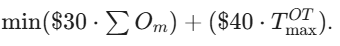 min($30 · ∑ O_m) + ($40 · T_max^OT).